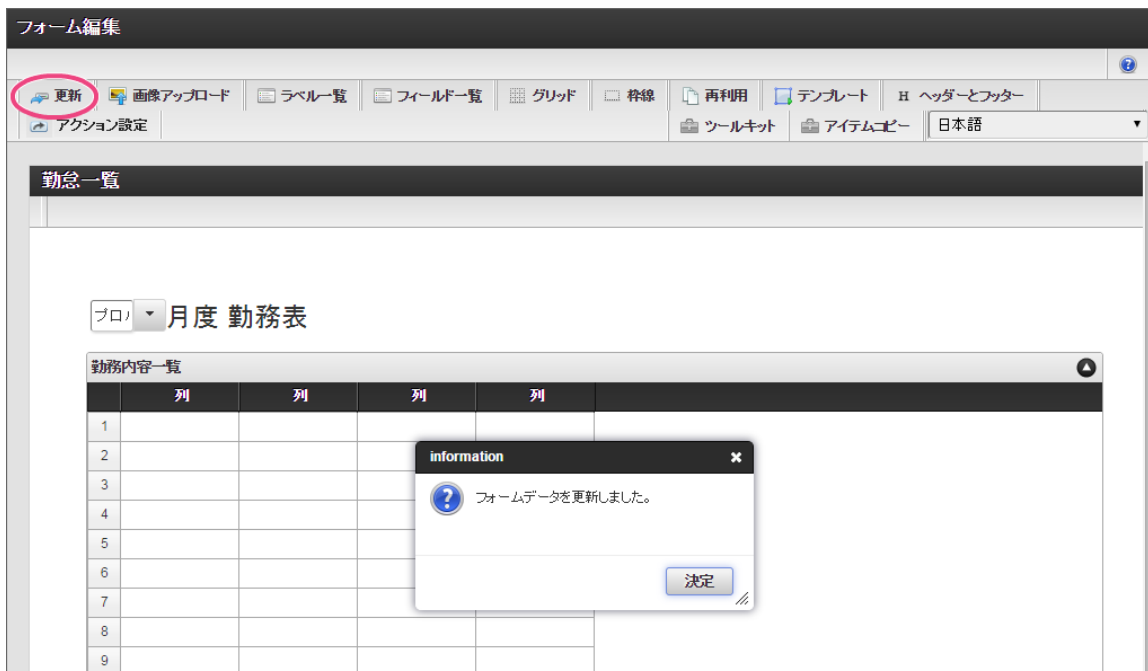 フォーム編集
更新 画像アップロード ラベル一覧 フィールド一覧 グリッド 枠線 再利用 テンプレート H ヘッダーとフッター
アクション設定 ツールキット アイテムコピー 日本語
勤怠一覧
プロ 月度 勤務表
勤務内容一覧
列 列 列 列
1
2
3
4
5
6
7
8
9
information
フォームデータを更新しました。
決定